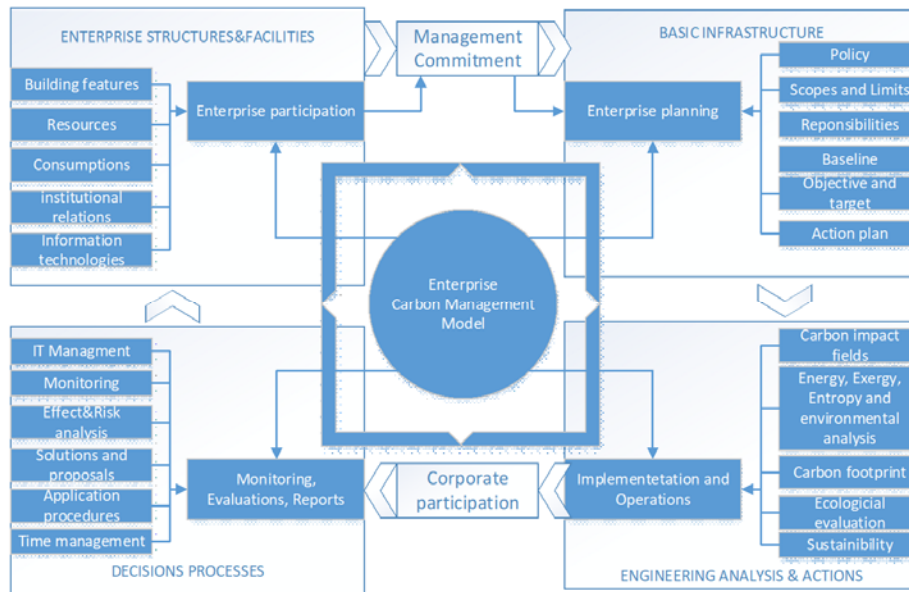 ENTERPRISE STRUCTURES&FACILITIES
Building features
Resources
Consumptions
institutional
relations
Information
technologies
Enterprise participation
Management
Commitment
BASIC INFRASTRUCTURE
Enterprise planning
Policy
Scopes and Limits
Reponsibilities
Baseline
Objective and
target
Action plan
Enterprise
Carbon Management
Model
IT Managment
Monitoring
Effect&Risk
analysis
Solutions and
proposals
Application
procedures
Time management
Monitoring,
Evaluations, Reports
DECISIONS PROCESSES
Corporate
participation
Implementetation and
Operations
Carbon impact
fields
Energy, Exergy,
Entropy and
environmental
analysis
Carbon footprint
Ecologicial
evaluation
Sustainibility
ENGINEERING ANALYSIS & ACTIONS